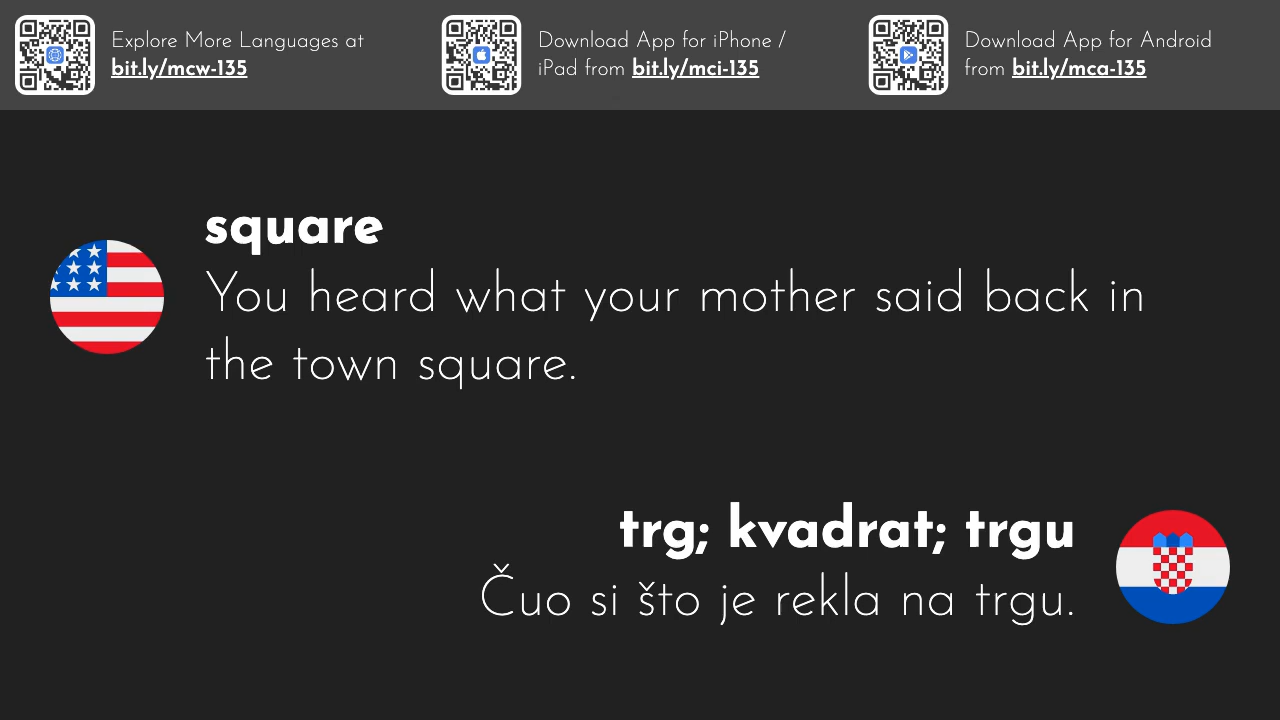 Explore More Languages at
bit.ly/mcw-135
Download App for iPhone /
iPad from bit.ly/mci-135
Download App for Android
from bit.ly/mca-135
square
You heard what your mother said back in
the town square.
trg; kvadrat; trgu
Čuo si što je rekla na trgu.